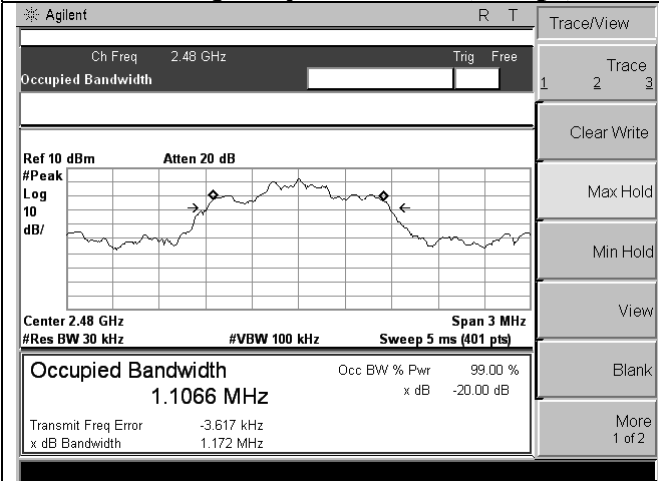 Agilent R T
Trace/View
Ch Freq 2.48 GHz Trig Free
Occupied Bandwidth
Trace
1 2 3
Clear Write
Ref 10 dBm Atten 20 dB
#Peak
Log
10
dB/
Max Hold
Min Hold
Center 2.48 GHz Span 3 MHz
#Res BW 30 kHz #VBW 100 kHz Sweep 5 ms (401 pts)
View
Occupied Bandwidth Occ BW % Pwr 99.00 %
1.1066 MHz x dB -20.00 dB
Blank
Transmit Freq Error -3.617 kHz
x dB Bandwidth 1.172 MHz
More
1 of 2